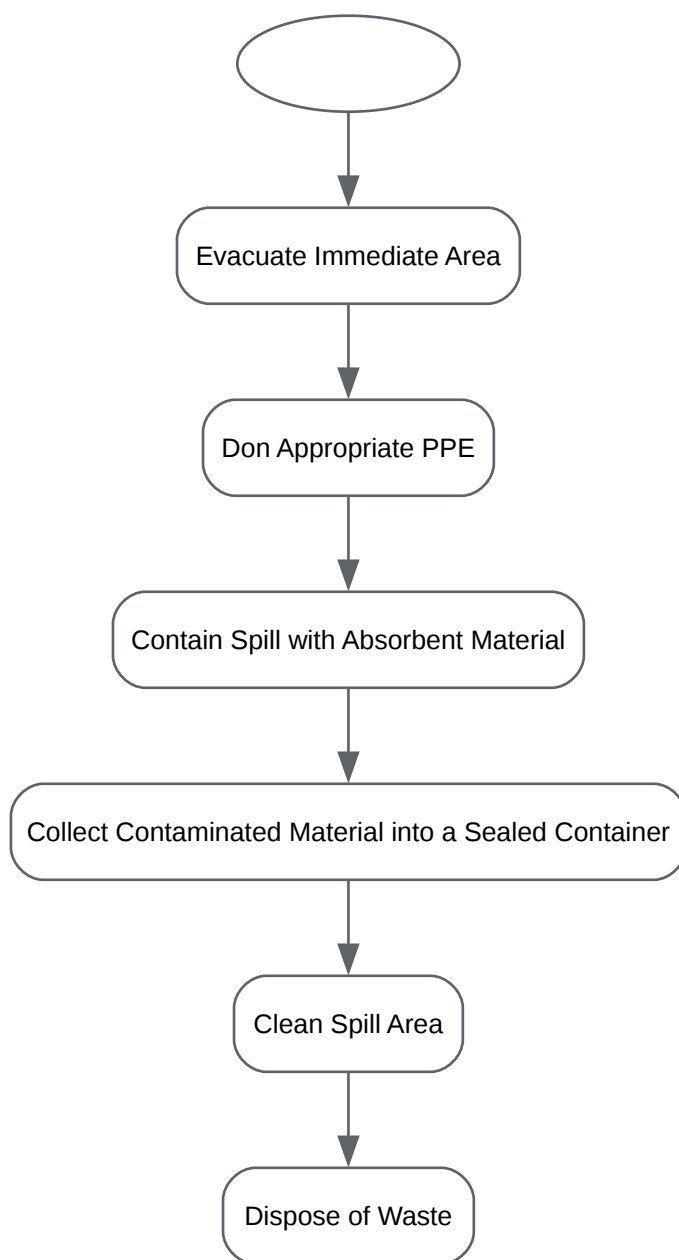 Evacuate Immediate Area
Don Appropriate PPE
Contain Spill with Absorbent Material
Collect Contaminated Material into a Sealed Container
Clean Spill Area
Dispose of Waste